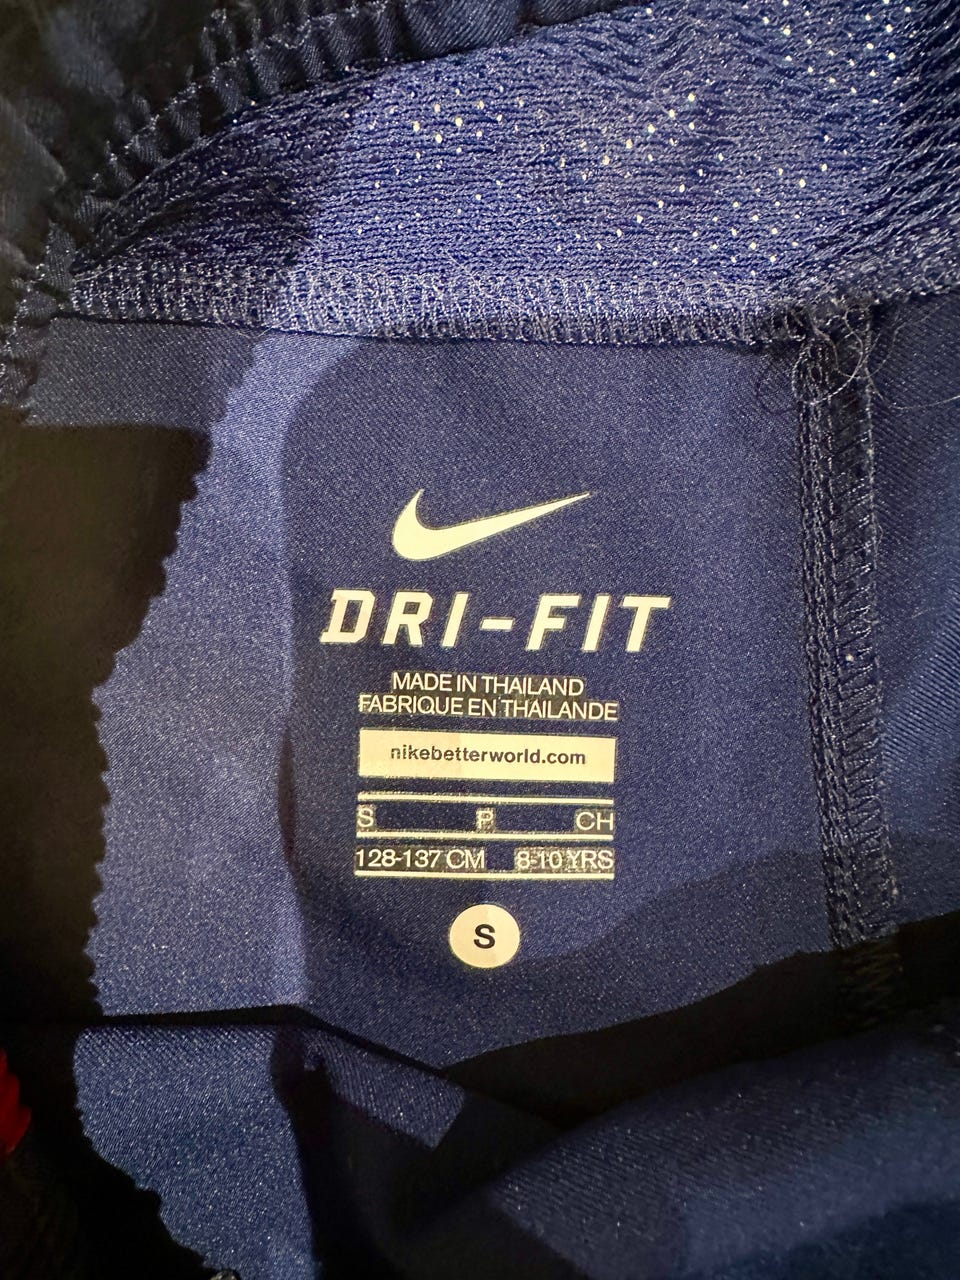 DRI-FIT
MADE IN THAILAND
FABRIQUE EN THAILANDE
nikebetterworld.com
S P CH
128-137 CM 8-10 YRS
S